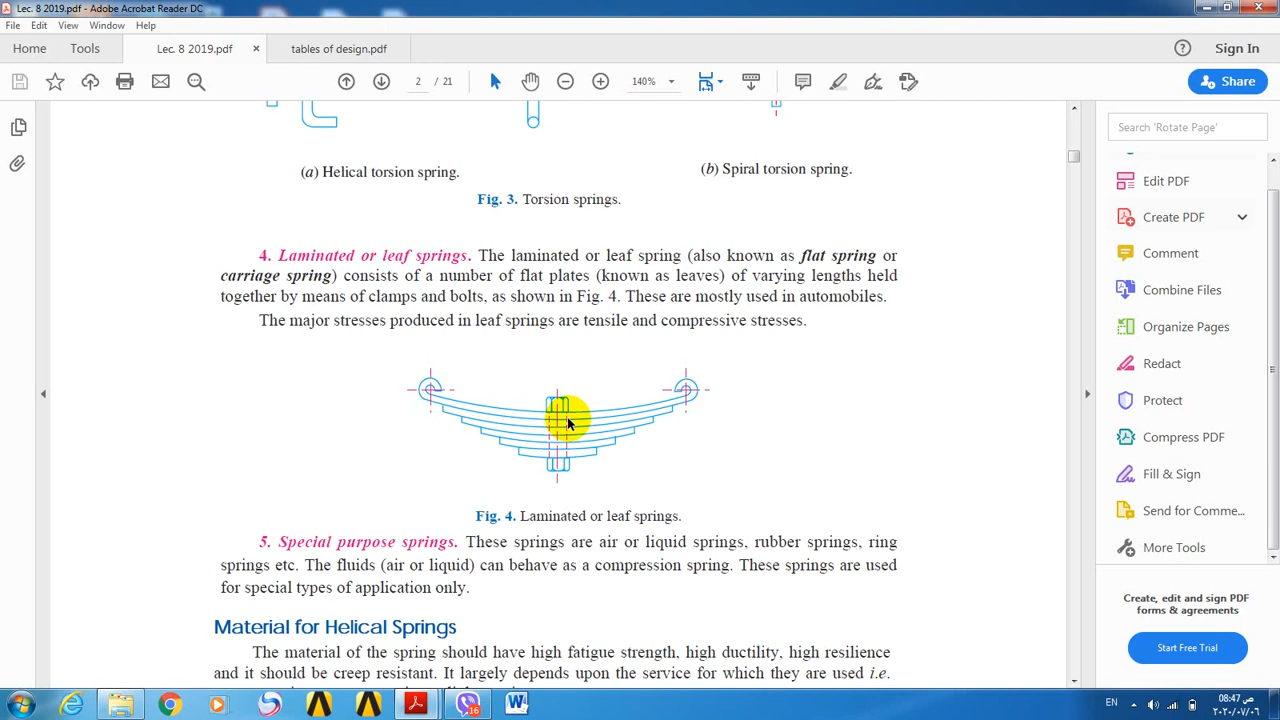 Lec. 8 2019.pdf - Adobe Acrobat Reader DC
File Edit View Window Help
Home Tools Lec. 8 2019.pdf × tables of design.pdf Sign In
2 / 21 140% Share
Search 'Rotate Page'
(a) Helical torsion spring. (b) Spiral torsion spring.
Fig. 3. Torsion springs.
4. Laminated or leaf springs. The laminated or leaf spring (also known as flat spring or
carriage spring) consists of a number of flat plates (known as leaves) of varying lengths held
together by means of clamps and bolts, as shown in Fig. 4. These are mostly used in automobiles.
The major stresses produced in leaf springs are tensile and compressive stresses.
Fig. 4. Laminated or leaf springs.
5. Special purpose springs. These springs are air or liquid springs, rubber springs, ring
springs etc. The fluids (air or liquid) can behave as a compression spring. These springs are used
for special types of application only.
Material for Helical Springs
The material of the spring should have high fatigue strength, high ductility, high resilience
and it should be creep resistant. It largely depends upon the service for which they are used i.e.
Edit PDF
Create PDF
Comment
Combine Files
Organize Pages
Redact
Protect
Compress PDF
Fill & Sign
Send for Comme...
More Tools
Create, edit and sign PDF
forms & agreements
Start Free Trial
16
EN
08:47 ص
٢٠٢٠/٠٧/٠٦